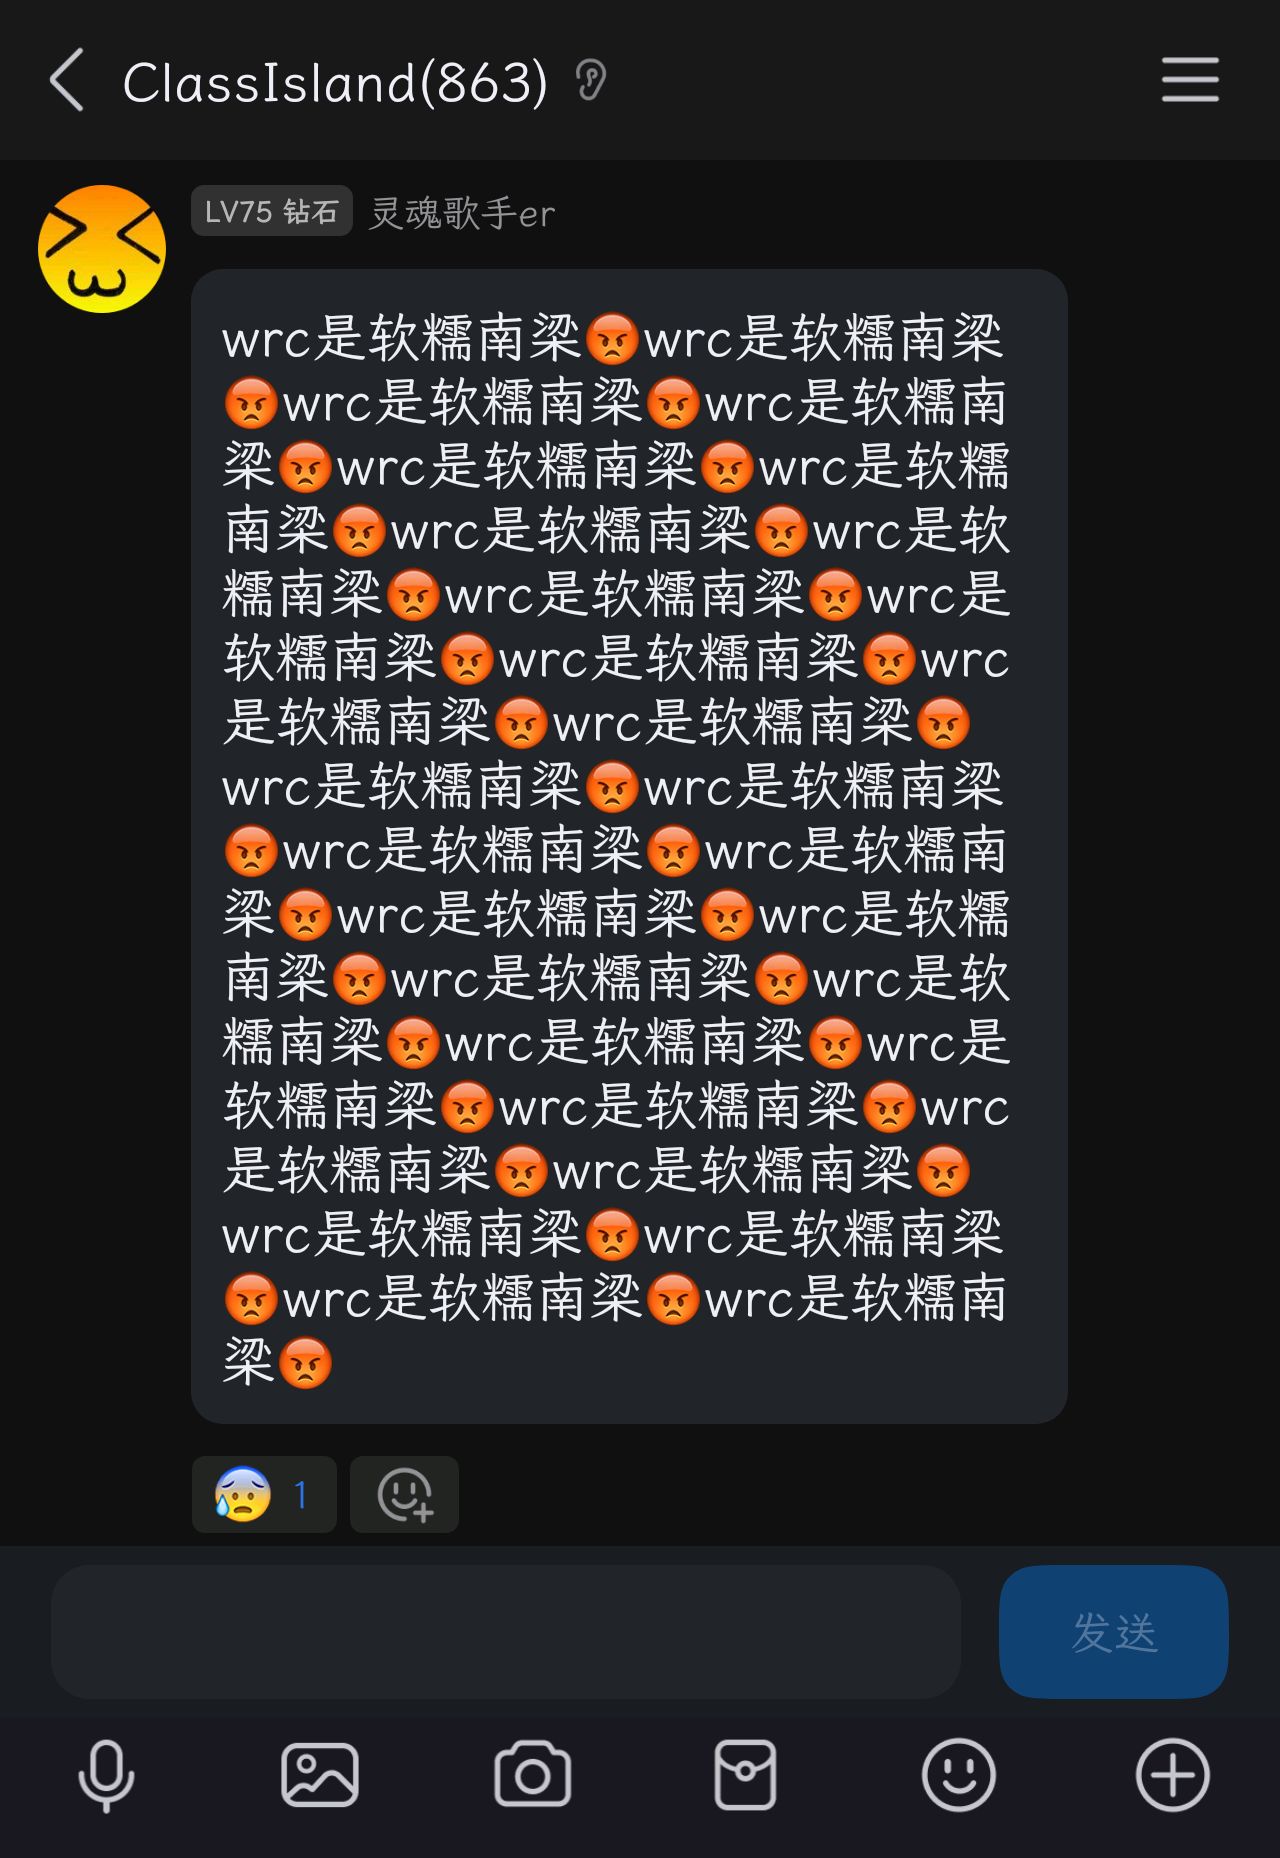 ClassIsland(863)
LV75 钻石 灵魂歌手er
wrc是软糯南梁😡wrc是软糯南梁
😡wrc是软糯南梁😡wrc是软糯南
梁😡wrc是软糯南梁😡wrc是软糯
南梁😡wrc是软糯南梁😡wrc是软
糯南梁😡wrc是软糯南梁😡wrc是
软糯南梁😡wrc是软糯南梁😡wrc
是软糯南梁😡wrc是软糯南梁😡
wrc是软糯南梁😡wrc是软糯南梁
😡wrc是软糯南梁😡wrc是软糯南
梁😡wrc是软糯南梁😡wrc是软糯
南梁😡wrc是软糯南梁😡wrc是软
糯南梁😡wrc是软糯南梁😡wrc是
软糯南梁😡wrc是软糯南梁😡wrc
是软糯南梁😡wrc是软糯南梁😡
wrc是软糯南梁😡wrc是软糯南梁
😡wrc是软糯南梁😡wrc是软糯南
梁😡
😰 1
发送